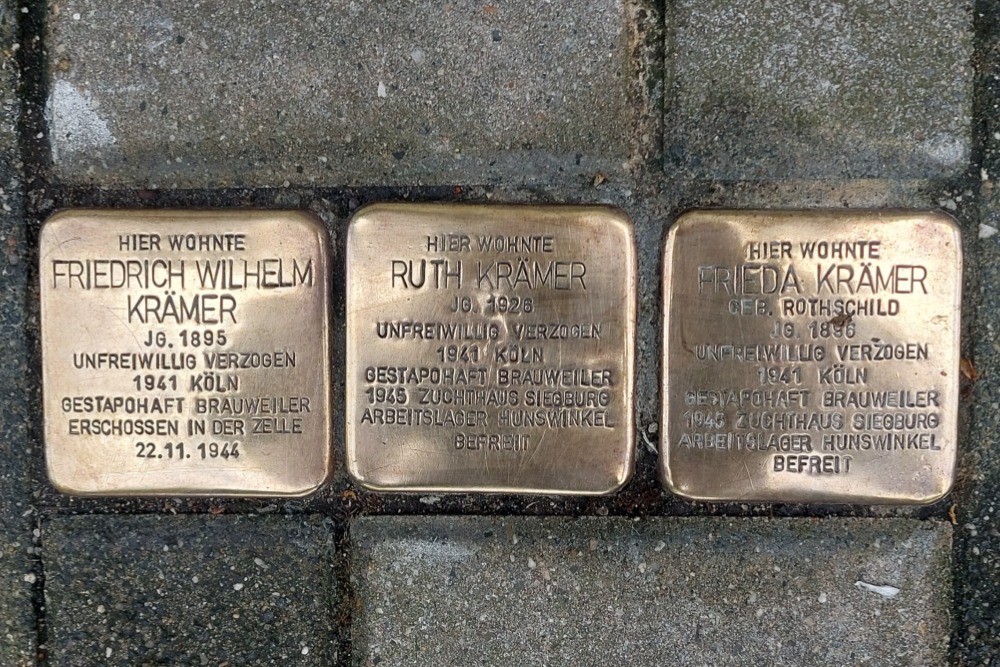 HIER WOHNTE
FRIEDRICH WILHELM
KRÄMER
JG. 1895
UNFREIWILLIG VERZOGEN
1941 KÖLN
GESTAPOHAFT BRAUWEILER
ERSCHOSSEN IN DER ZELLE
22.11.1944
HIER WOHNTE
RUTH KRÄMER
JG. 1926
UNFREIWILLIG VERZOGEN
1941 KÖLN
GESTAPOHAFT BRAUWEILER
1945 ZUCHTHAUS SIEGBURG
ARBEITSLAGER HUNSWINKEL
BEFREIT
HIER WOHNTE
FRIEDA KRÄMER
GEB. ROTHSCHILD
JG. 1896
UNFREIWILLIG VERZOGEN
1941 KÖLN
GESTAPOHAFT BRAUWEILER
1945 ZUCHTHAUS SIEGBURG
ARBEITSLAGER HUNSWINKEL
BEFREIT